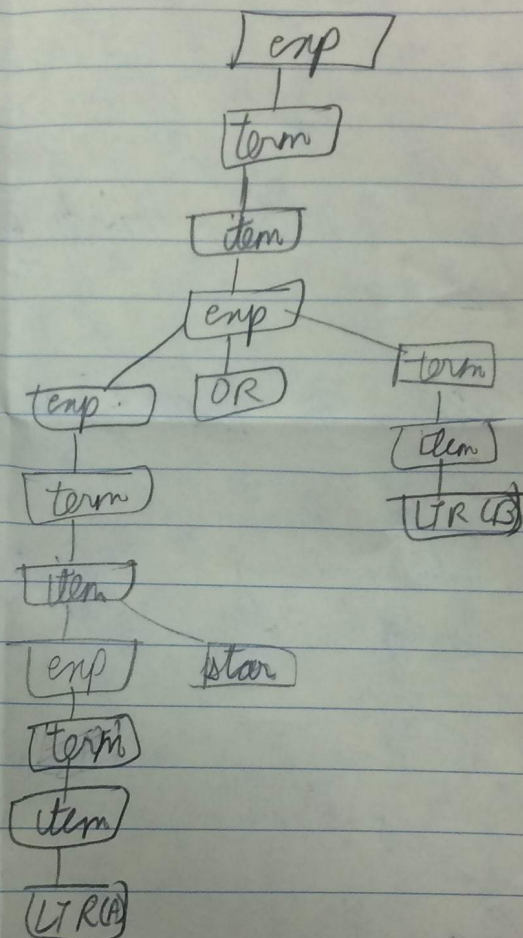 exp
term
item
exp
exp
OR
term
term
item
item
LTR(B)
exp
star
term
item
LTR(A)